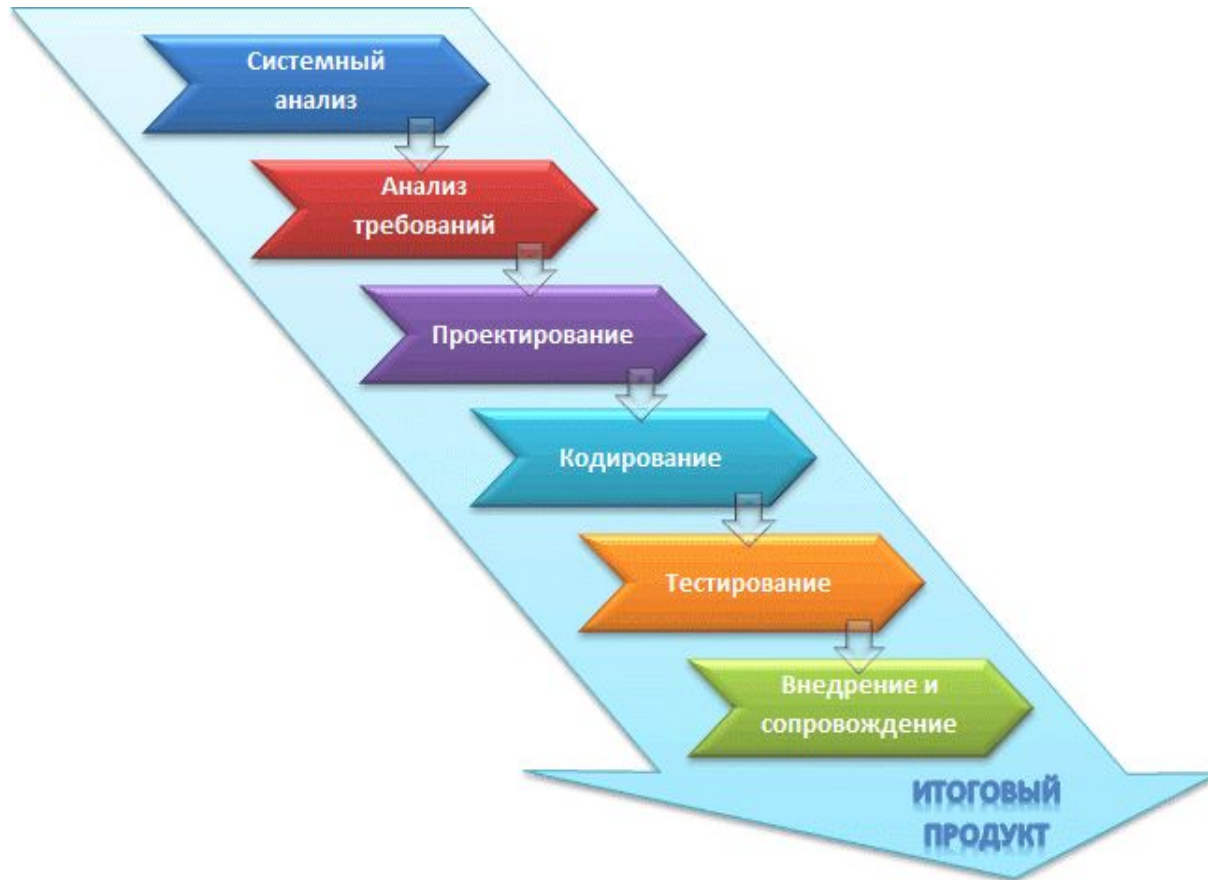 Системный
анализ
Анализ
требований
Проектирование
Кодирование
Тестирование
Внедрение и
сопровождение
ИТОГОВЫЙ
ПРОДУКТ